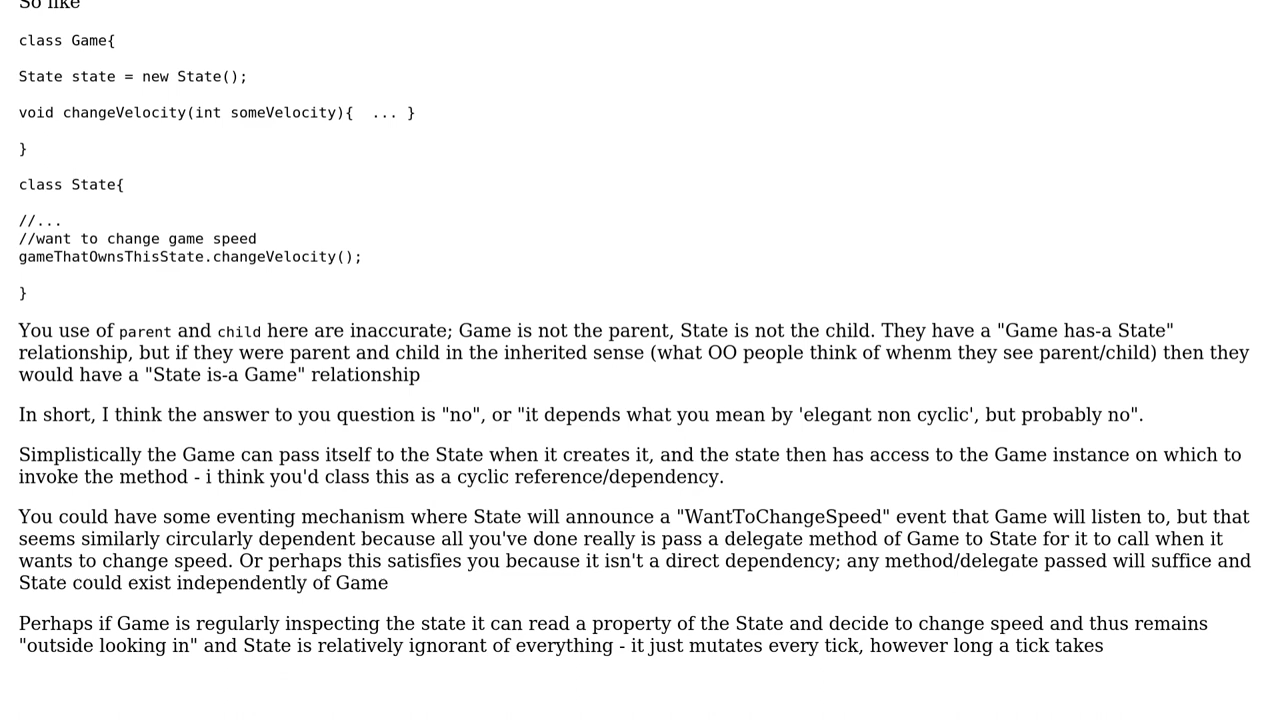 So like
class Game{
State state = new State();
void changeVelocity(int someVelocity){  ... }
}
class State{
//...
//want to change game speed
gameThatOwnsThisState.changeVelocity();
}
You use of parent and child here are inaccurate; Game is not the parent, State is not the child. They have a "Game has-a State"
relationship, but if they were parent and child in the inherited sense (what OO people think of whenm they see parent/child) then they
would have a "State is-a Game" relationship
In short, I think the answer to you question is "no", or "it depends what you mean by 'elegant non cyclic', but probably no".
Simplistically the Game can pass itself to the State when it creates it, and the state then has access to the Game instance on which to
invoke the method - i think you'd class this as a cyclic reference/dependency.
You could have some eventing mechanism where State will announce a "WantToChangeSpeed" event that Game will listen to, but that
seems similarly circularly dependent because all you've done really is pass a delegate method of Game to State for it to call when it
wants to change speed. Or perhaps this satisfies you because it isn't a direct dependency; any method/delegate passed will suffice and
State could exist independently of Game
Perhaps if Game is regularly inspecting the state it can read a property of the State and decide to change speed and thus remains
"outside looking in" and State is relatively ignorant of everything - it just mutates every tick, however long a tick takes